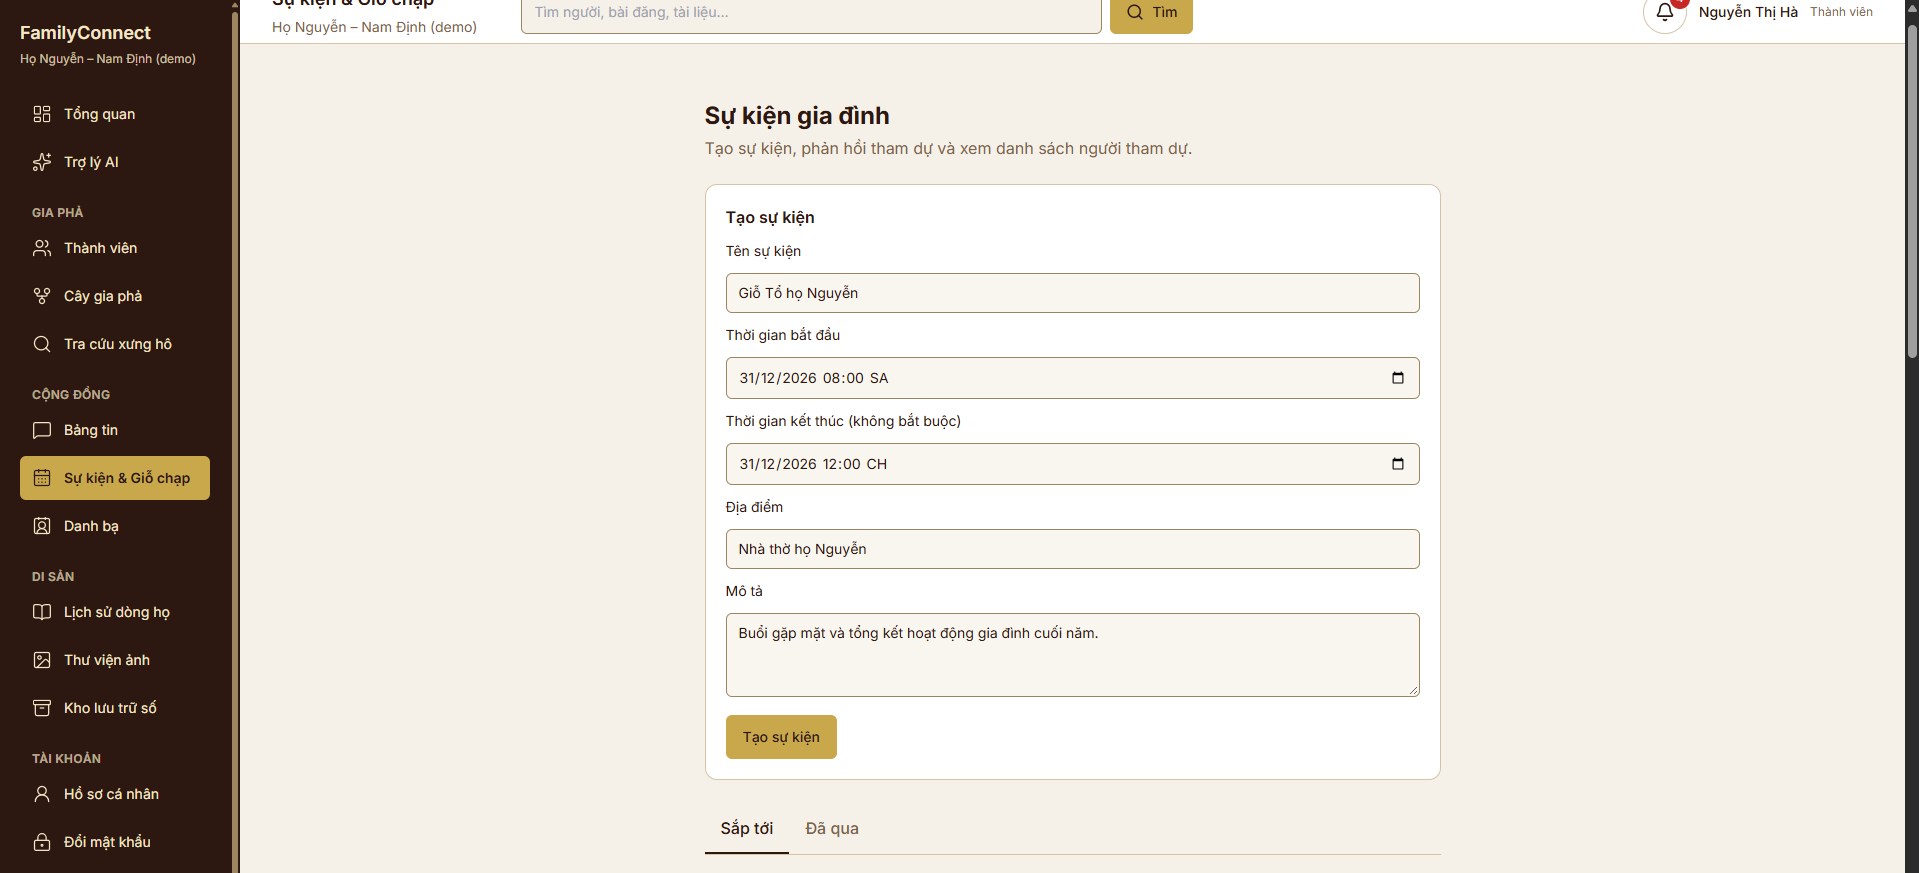 FamilyConnect
Họ Nguyễn – Nam Định (demo)
Tổng quan
Trợ lý AI
GIA PHẢ
Thành viên
Cây gia phả
Tra cứu xưng hô
CỘNG ĐỒNG
Bảng tin
Sự kiện & Giỗ chạp
Danh bạ
DI SẢN
Lịch sử dòng họ
Thư viện ảnh
Kho lưu trữ số
TÀI KHOẢN
Hồ sơ cá nhân
Đổi mật khẩu
Sự kiện & Giỗ chạp
Họ Nguyễn – Nam Định (demo)
Tìm người, bài đăng, tài liệu...
Tìm
Nguyễn Thị Hà
Thành viên
Sự kiện gia đình
Tạo sự kiện, phản hồi tham dự và xem danh sách người tham dự.
Tạo sự kiện
Tên sự kiện
Giỗ Tổ họ Nguyễn
Thời gian bắt đầu
31/12/2026 08:00 SA
Thời gian kết thúc (không bắt buộc)
31/12/2026 12:00 CH
Địa điểm
Nhà thờ họ Nguyễn
Mô tả
Buổi gặp mặt và tổng kết hoạt động gia đình cuối năm.
Tạo sự kiện
Sắp tới
Đã qua